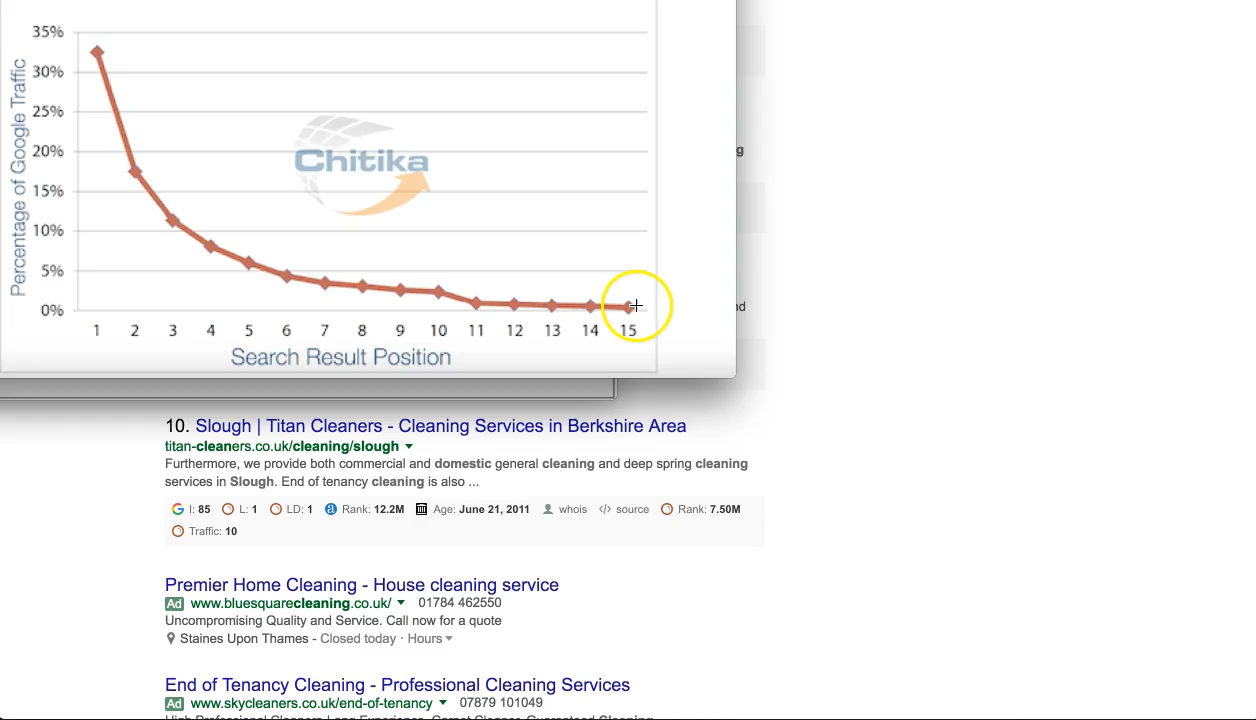 35%
30%
25%
20%
15%
10%
5%
0%
Percentage of Google Traffic
Chitika
1 2 3 4 5 6 7 8 9 10 11 12 13 14 15
Search Result Position
g
nd
10. Slough | Titan Cleaners - Cleaning Services in Berkshire Area
titan-cleaners.co.uk/cleaning/slough
Furthermore, we provide both commercial and domestic general cleaning and deep spring cleaning
services in Slough. End of tenancy cleaning is also ...
I: 85 L: 1 LD: 1 Rank: 12.2M Age: June 21, 2011 whois </> source Rank: 7.50M
Traffic: 10
Premier Home Cleaning - House cleaning service
Ad www.bluesquarecleaning.co.uk/ 01784 462550
Uncompromising Quality and Service. Call now for a quote
Staines Upon Thames - Closed today · Hours
End of Tenancy Cleaning - Professional Cleaning Services
Ad www.skycleaners.co.uk/end-of-tenancy 07879 101049